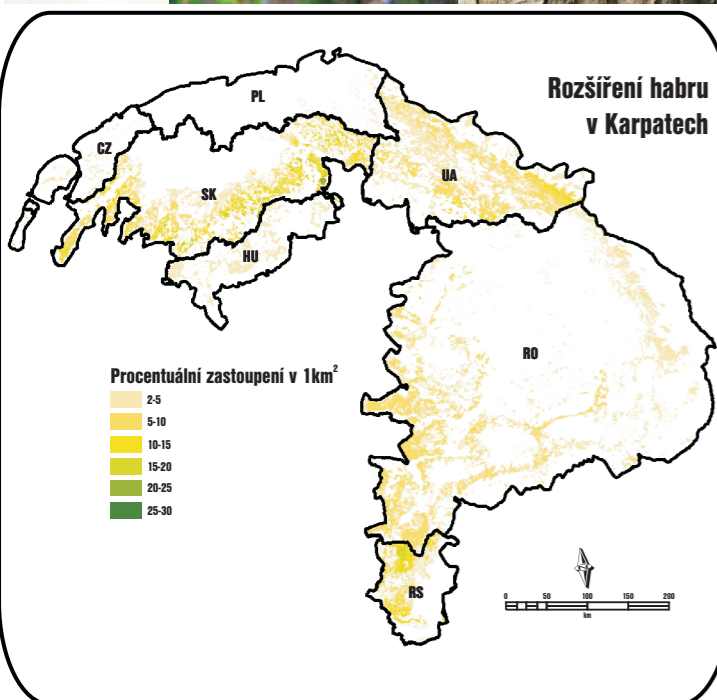 Rozšíření habru
v Karpatech
PL
CZ
SK
UA
HU
RO
Procentuální zastoupení v 1km²
2-5
5-10
10-15
15-20
20-25
25-30
RS
0 50 100 150 200
km